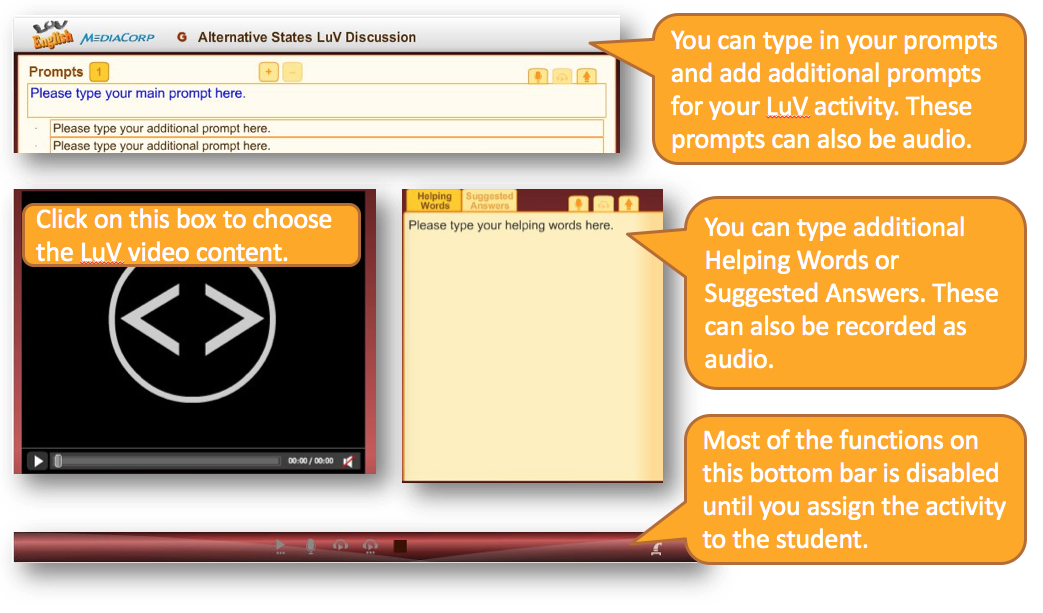 LuV
English MEDIACORP G Alternative States LuV Discussion
Prompts 1 + −
Please type your main prompt here.
Please type your additional prompt here.
Please type your additional prompt here.
You can type in your prompts
and add additional prompts
for your LuV activity. These
prompts can also be audio.
Click on this box to choose
the LuV video content.
00:00 / 00:00
Helping
Words
Suggested
Answers
Please type your helping words here.
You can type additional
Helping Words or
Suggested Answers. These
can also be recorded as
audio.
Most of the functions on
this bottom bar is disabled
until you assign the activity
to the student.